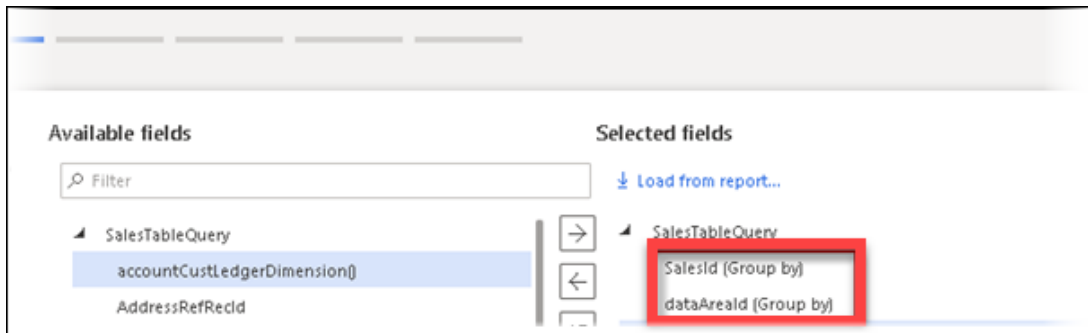 Available fields
Selected fields
Filter
Load from report...
SalesTableQuery
accountCustLedgerDimension()
AddressRefRecId
SalesTableQuery
SalesId (Group by)
dataAreaId (Group by)